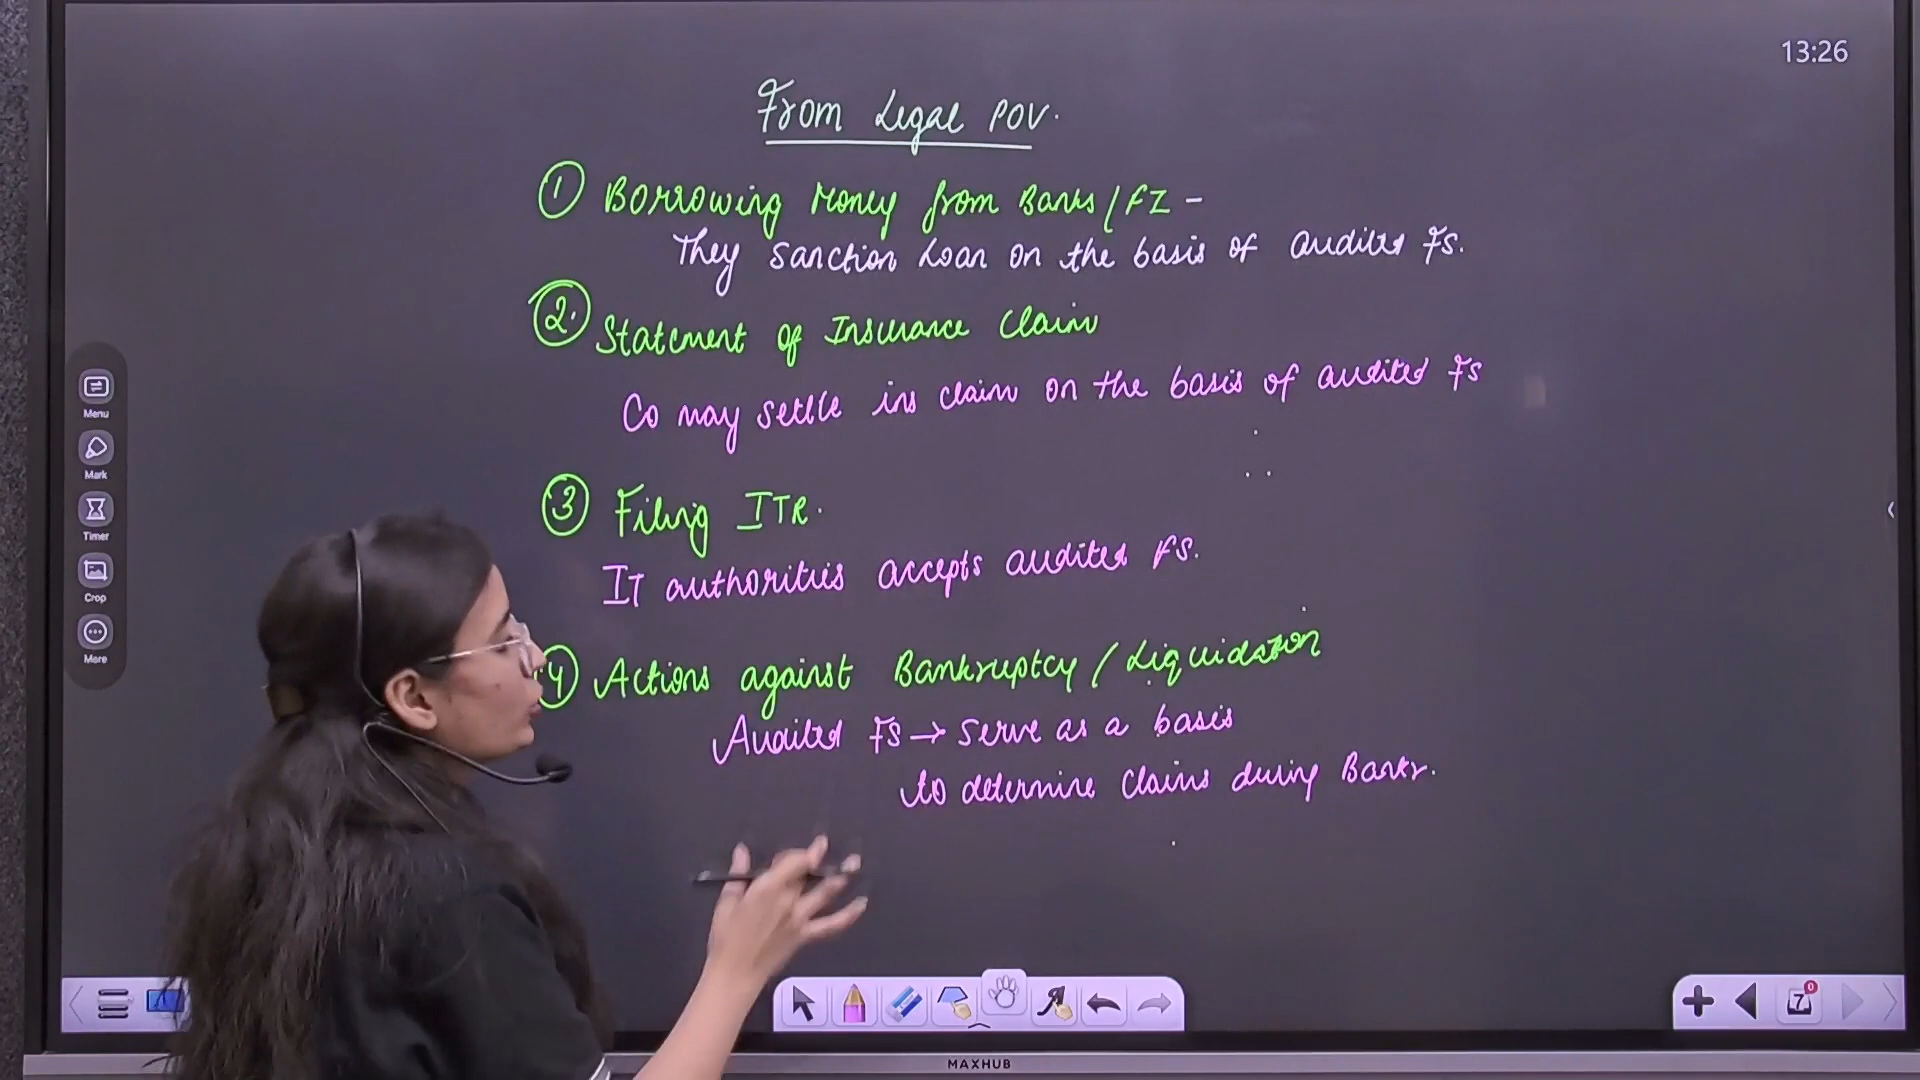 13:26
From Legal POV.
① Borrowing Money from Banks/FI -
They sanction Loan on the basis of audited FS.
② Statement of Insurance Claim
Co may settle ins claim on the basis of audited FS
③ Filing ITR.
IT authorities accepts audited FS.
④ Actions against Bankruptcy/Liquidation
Audited FS → serve as a basis
to determine claims during Bankr.
Menu
Mark
Timer
Crop
More
7
0
MAXHUB